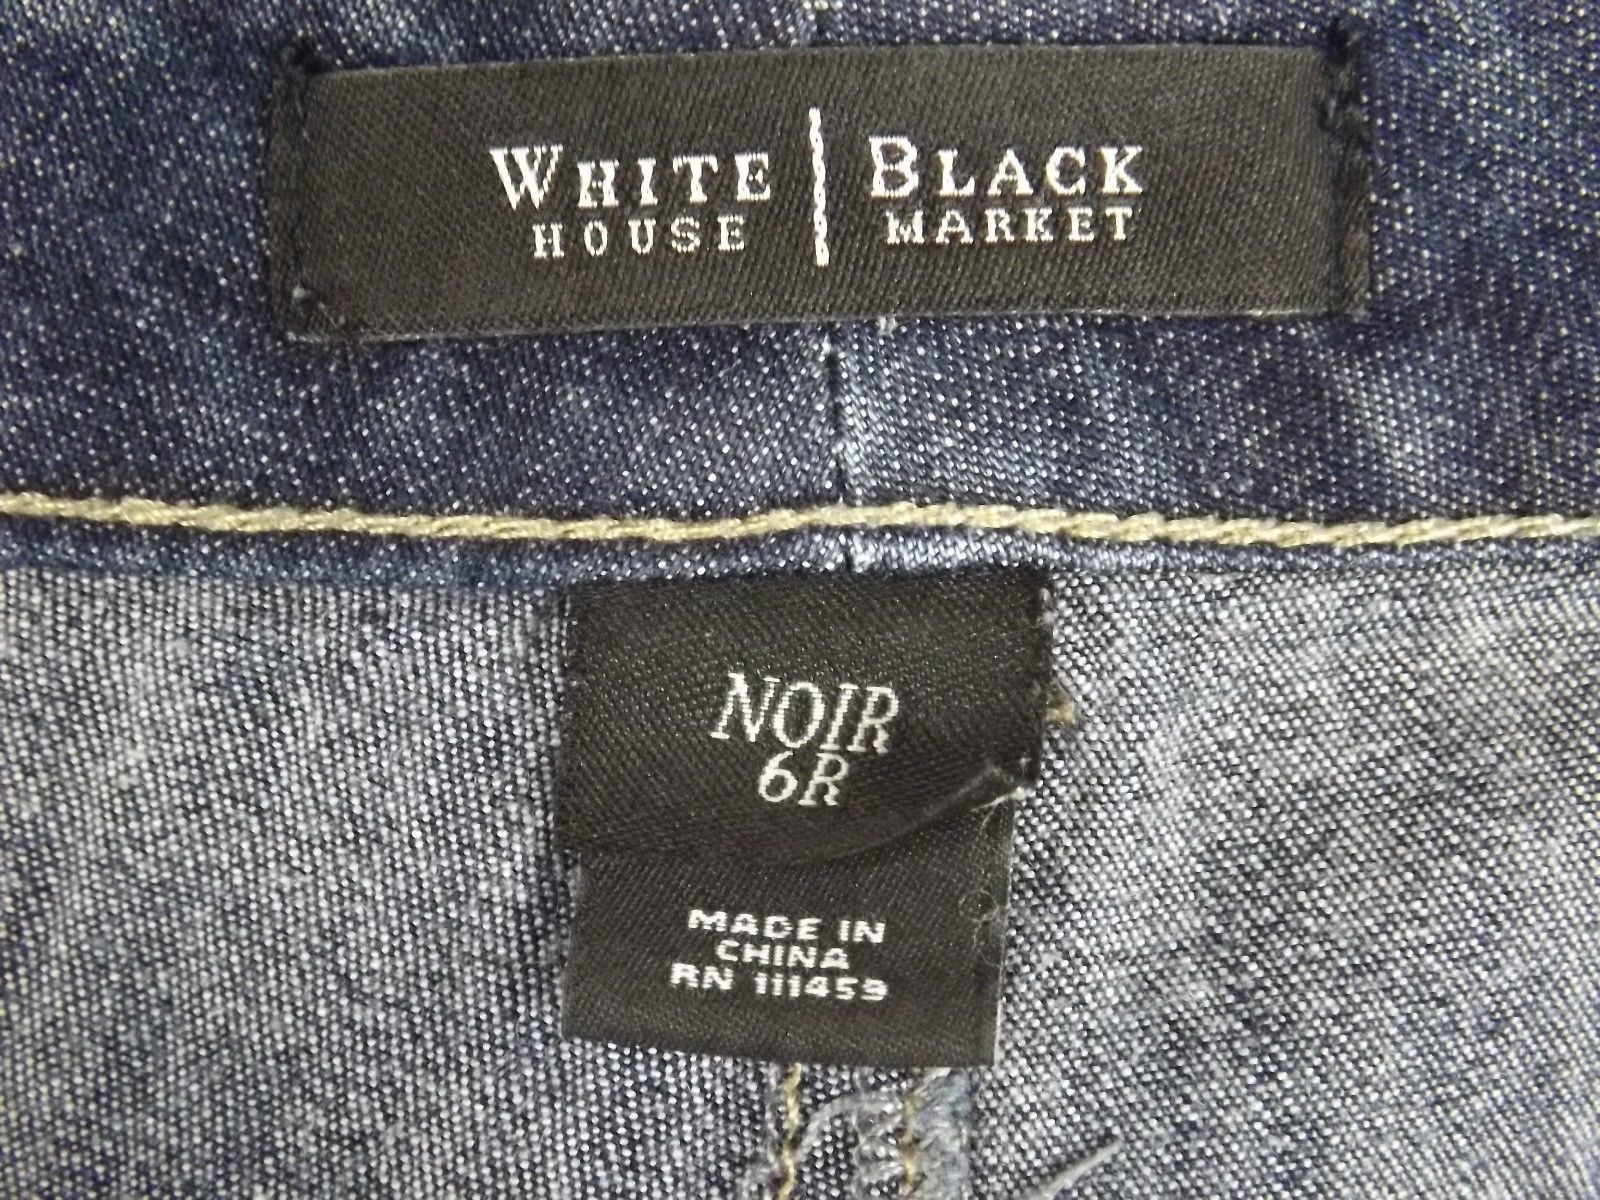 WHITE | BLACK
HOUSE | MARKET
NOIR
6R
MADE IN
CHINA
RN 111459